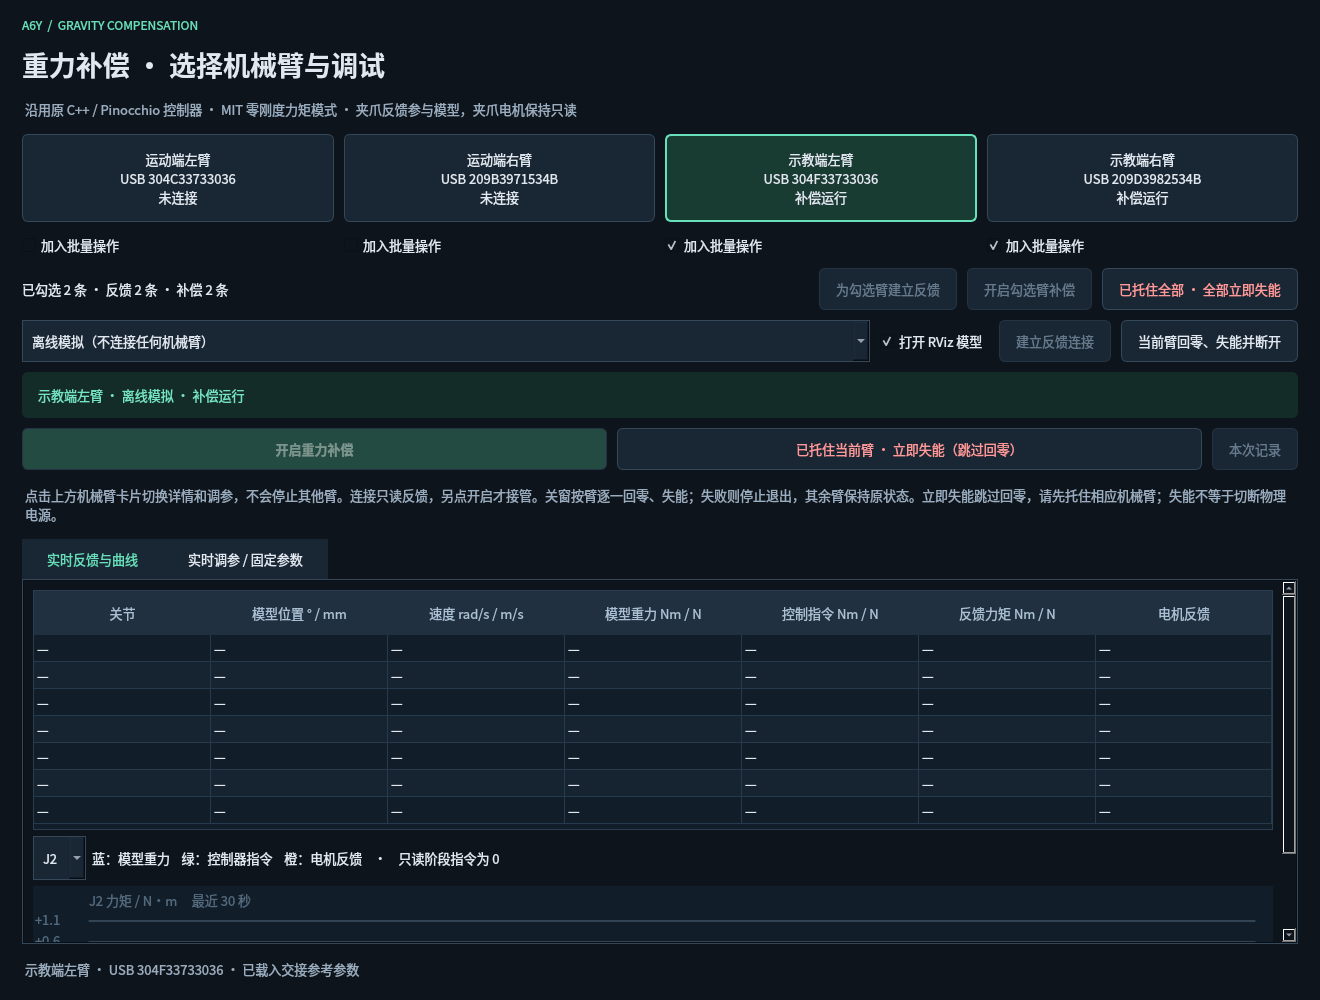 A6Y / GRAVITY COMPENSATION
重力补偿 · 选择机械臂与调试
沿用原 C++ / Pinocchio 控制器 · MIT 零刚度力矩模式 · 夹爪反馈参与模型，夹爪电机保持只读
运动端左臂
USB 304C33733036
未连接
运动端右臂
USB 209B3971534B
未连接
示教端左臂
USB 304F33733036
补偿运行
示教端右臂
USB 209D3982534B
补偿运行
加入批量操作
加入批量操作
✓ 加入批量操作
✓ 加入批量操作
已勾选 2 条 · 反馈 2 条 · 补偿 2 条
为勾选臂建立反馈
开启勾选臂补偿
已托住全部 · 全部立即失能
离线模拟（不连接任何机械臂）
✓ 打开 RViz 模型
建立反馈连接
当前臂回零、失能并断开
示教端左臂 · 离线模拟 · 补偿运行
开启重力补偿
已托住当前臂 · 立即失能（跳过回零）
本次记录
点击上方机械臂卡片切换详情和调参，不会停止其他臂。连接只读反馈，另点开启才接管。关窗按臂逐一回零、失能；失败则停止退出，其余臂保持原状态。立即失能跳过回零，请先托住相应机械臂；失能不等于切断物理
电源。
实时反馈与曲线
实时调参 / 固定参数
关节 模型位置 ° / mm 速度 rad/s / m/s 模型重力 Nm / N 控制指令 Nm / N 反馈力矩 Nm / N 电机反馈
— — — — — — —
— — — — — — —
— — — — — — —
— — — — — — —
— — — — — — —
— — — — — — —
— — — — — — —
J2
蓝：模型重力 绿：控制器指令 橙：电机反馈 · 只读阶段指令为 0
J2 力矩 / N·m 最近 30 秒
+1.1
+0.6
示教端左臂 · USB 304F33733036 · 已载入交接参考参数